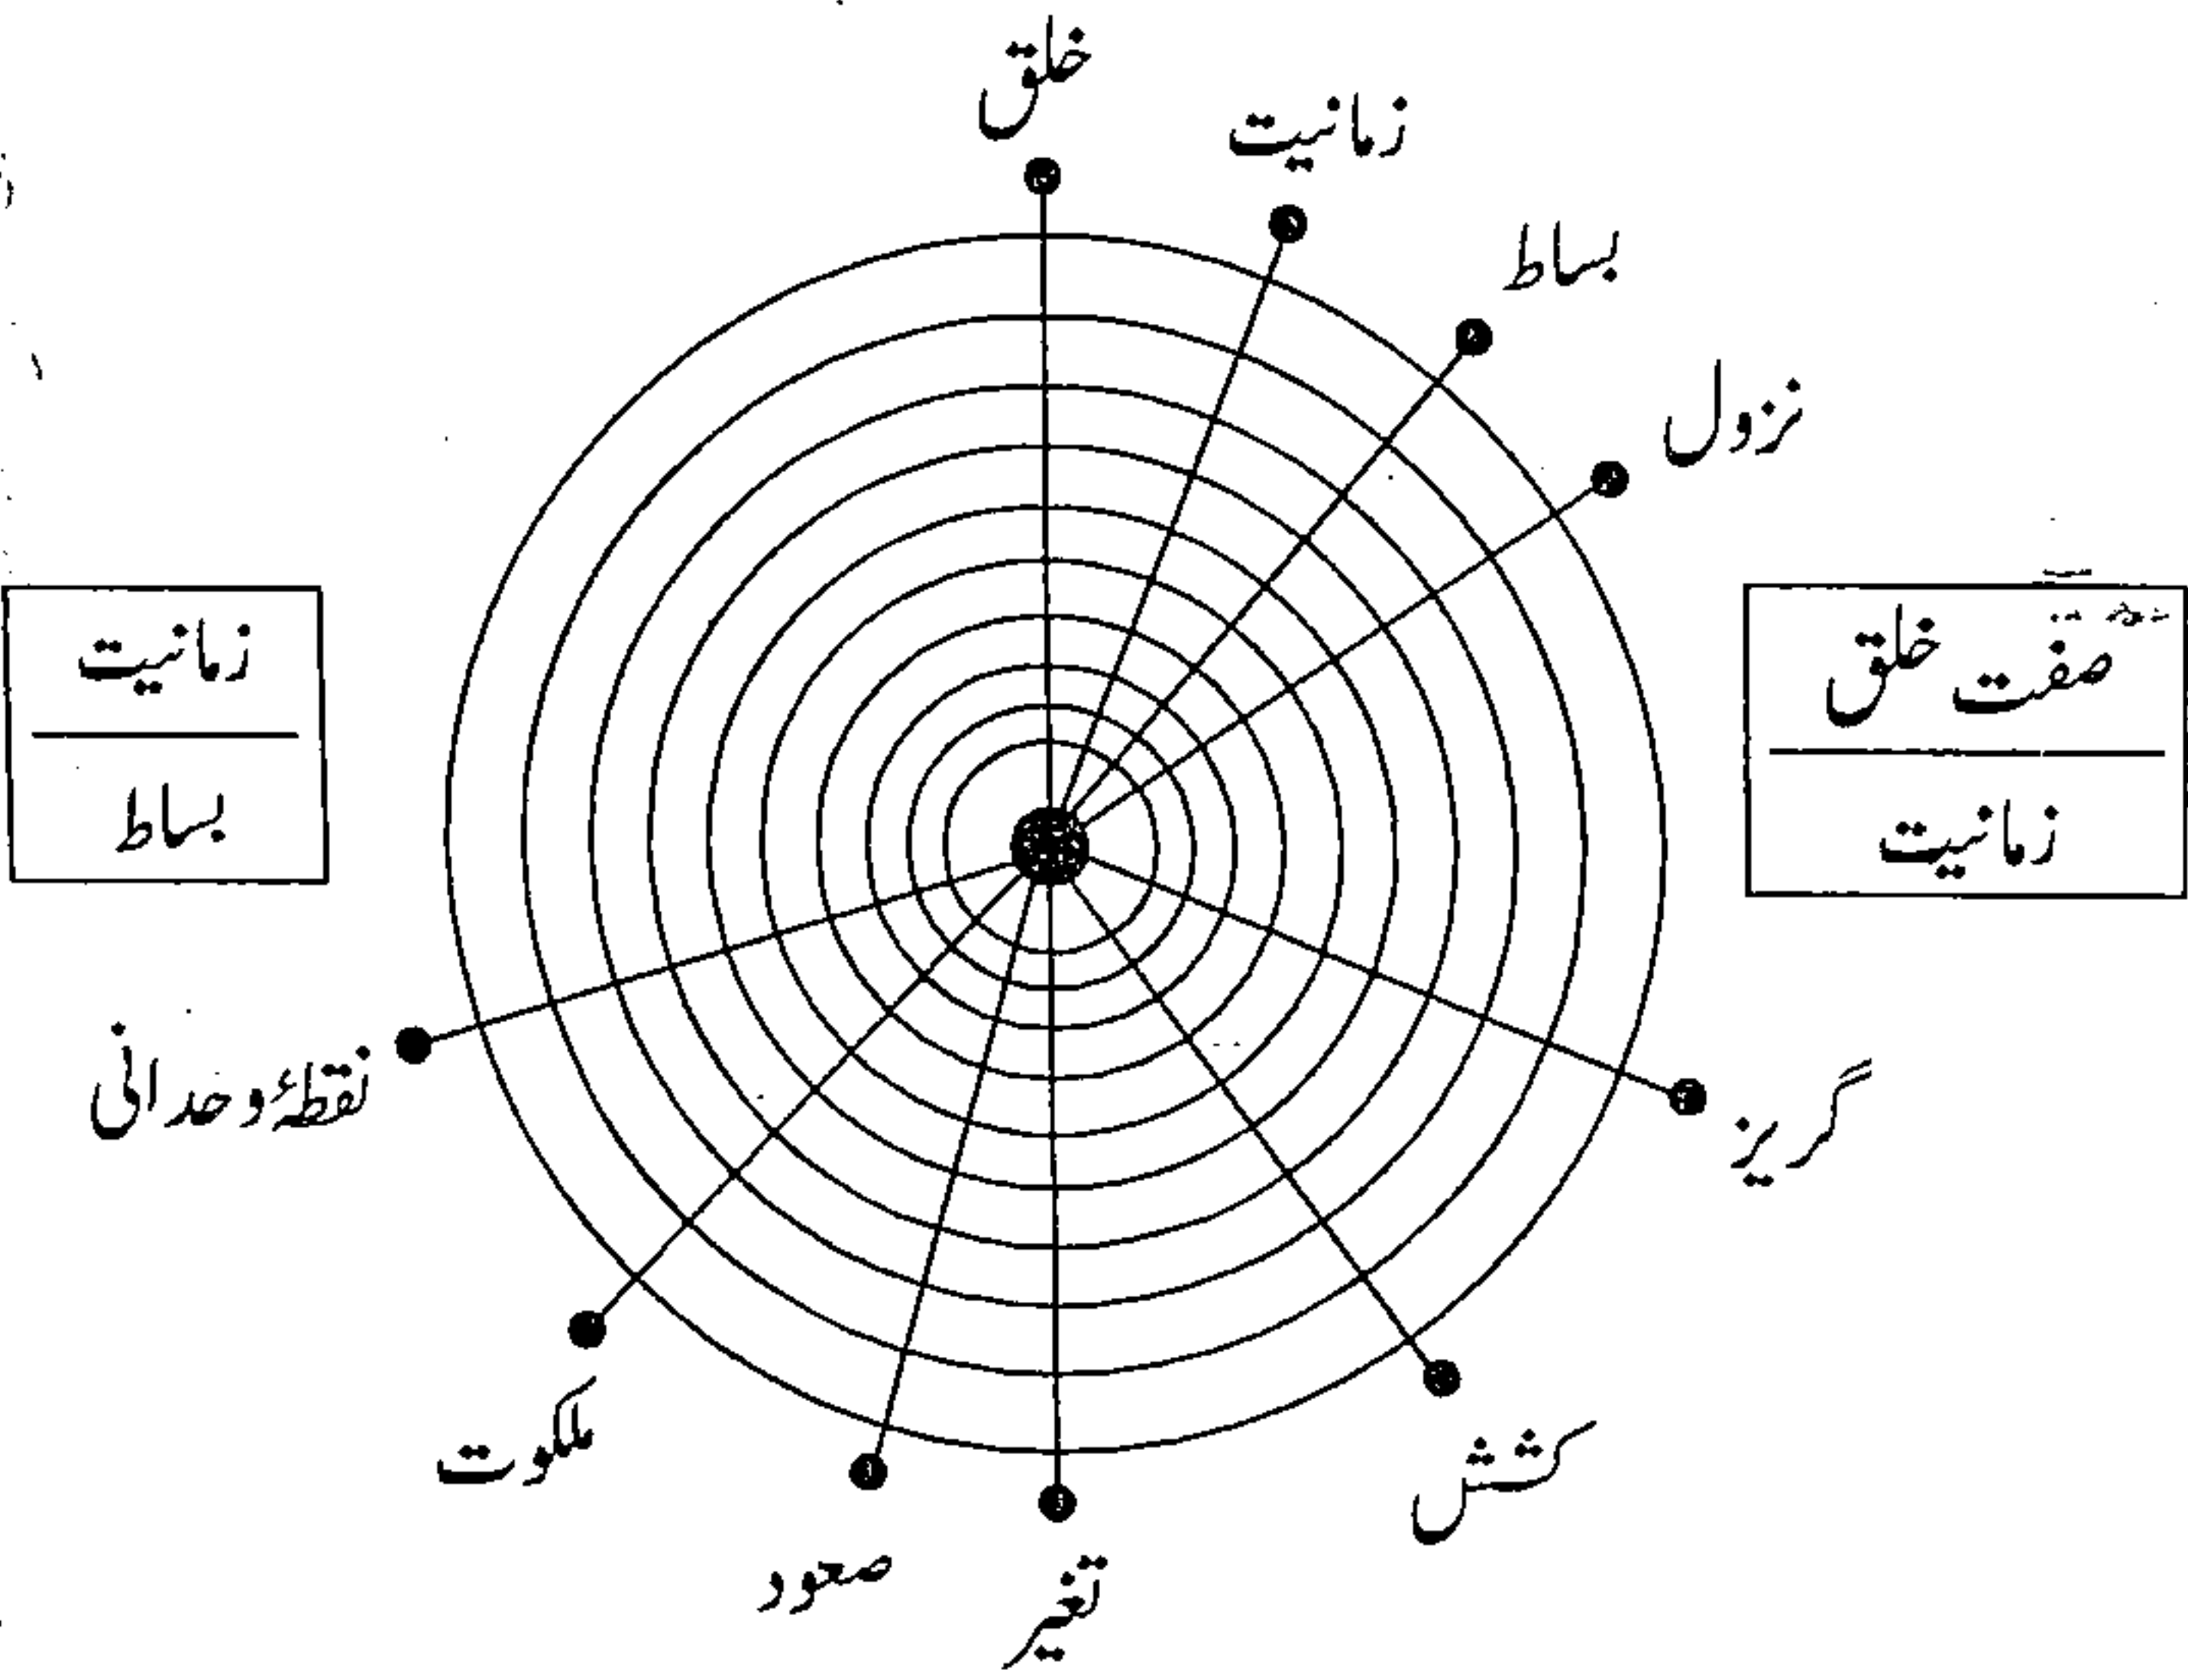 خلق
زمانیت
بساط
نزول
صفت خلق
زمانیت
زمانیت
بساط
گریز
نقطۂ وحدانی
کشش
ملکوت
صعود
تغیر